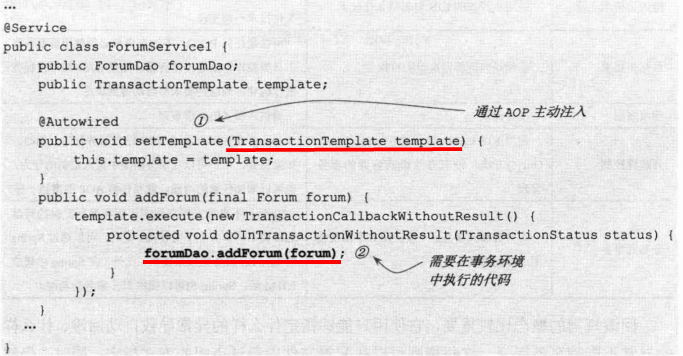 ...
@Service
public class ForumService1 {
public ForumDao forumDao;
public TransactionTemplate template;
@Autowired ①
通过 AOP 主动注入
public void setTemplate(TransactionTemplate template) {
this.template = template;
}
public void addForum(final Forum forum) {
template.execute(new TransactionCallbackWithoutResult() {
protected void doInTransactionWithoutResult(TransactionStatus status) {
forumDao.addForum(forum); ②
需要在事务环境
中执行的代码
}
});
}
...
}